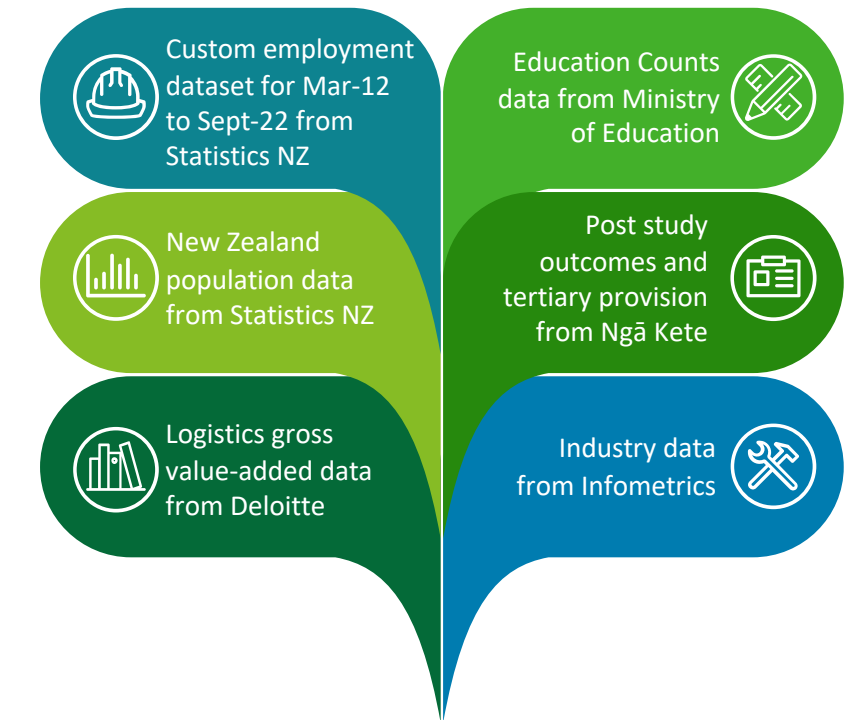 Custom employment
dataset for Mar-12
to Sept-22 from
Statistics NZ
Education Counts
data from Ministry
of Education
New Zealand
population data
from Statistics NZ
Post study
outcomes and
tertiary provision
from Ngā Kete
Logistics gross
value-added data
from Deloitte
Industry data
from Infometrics